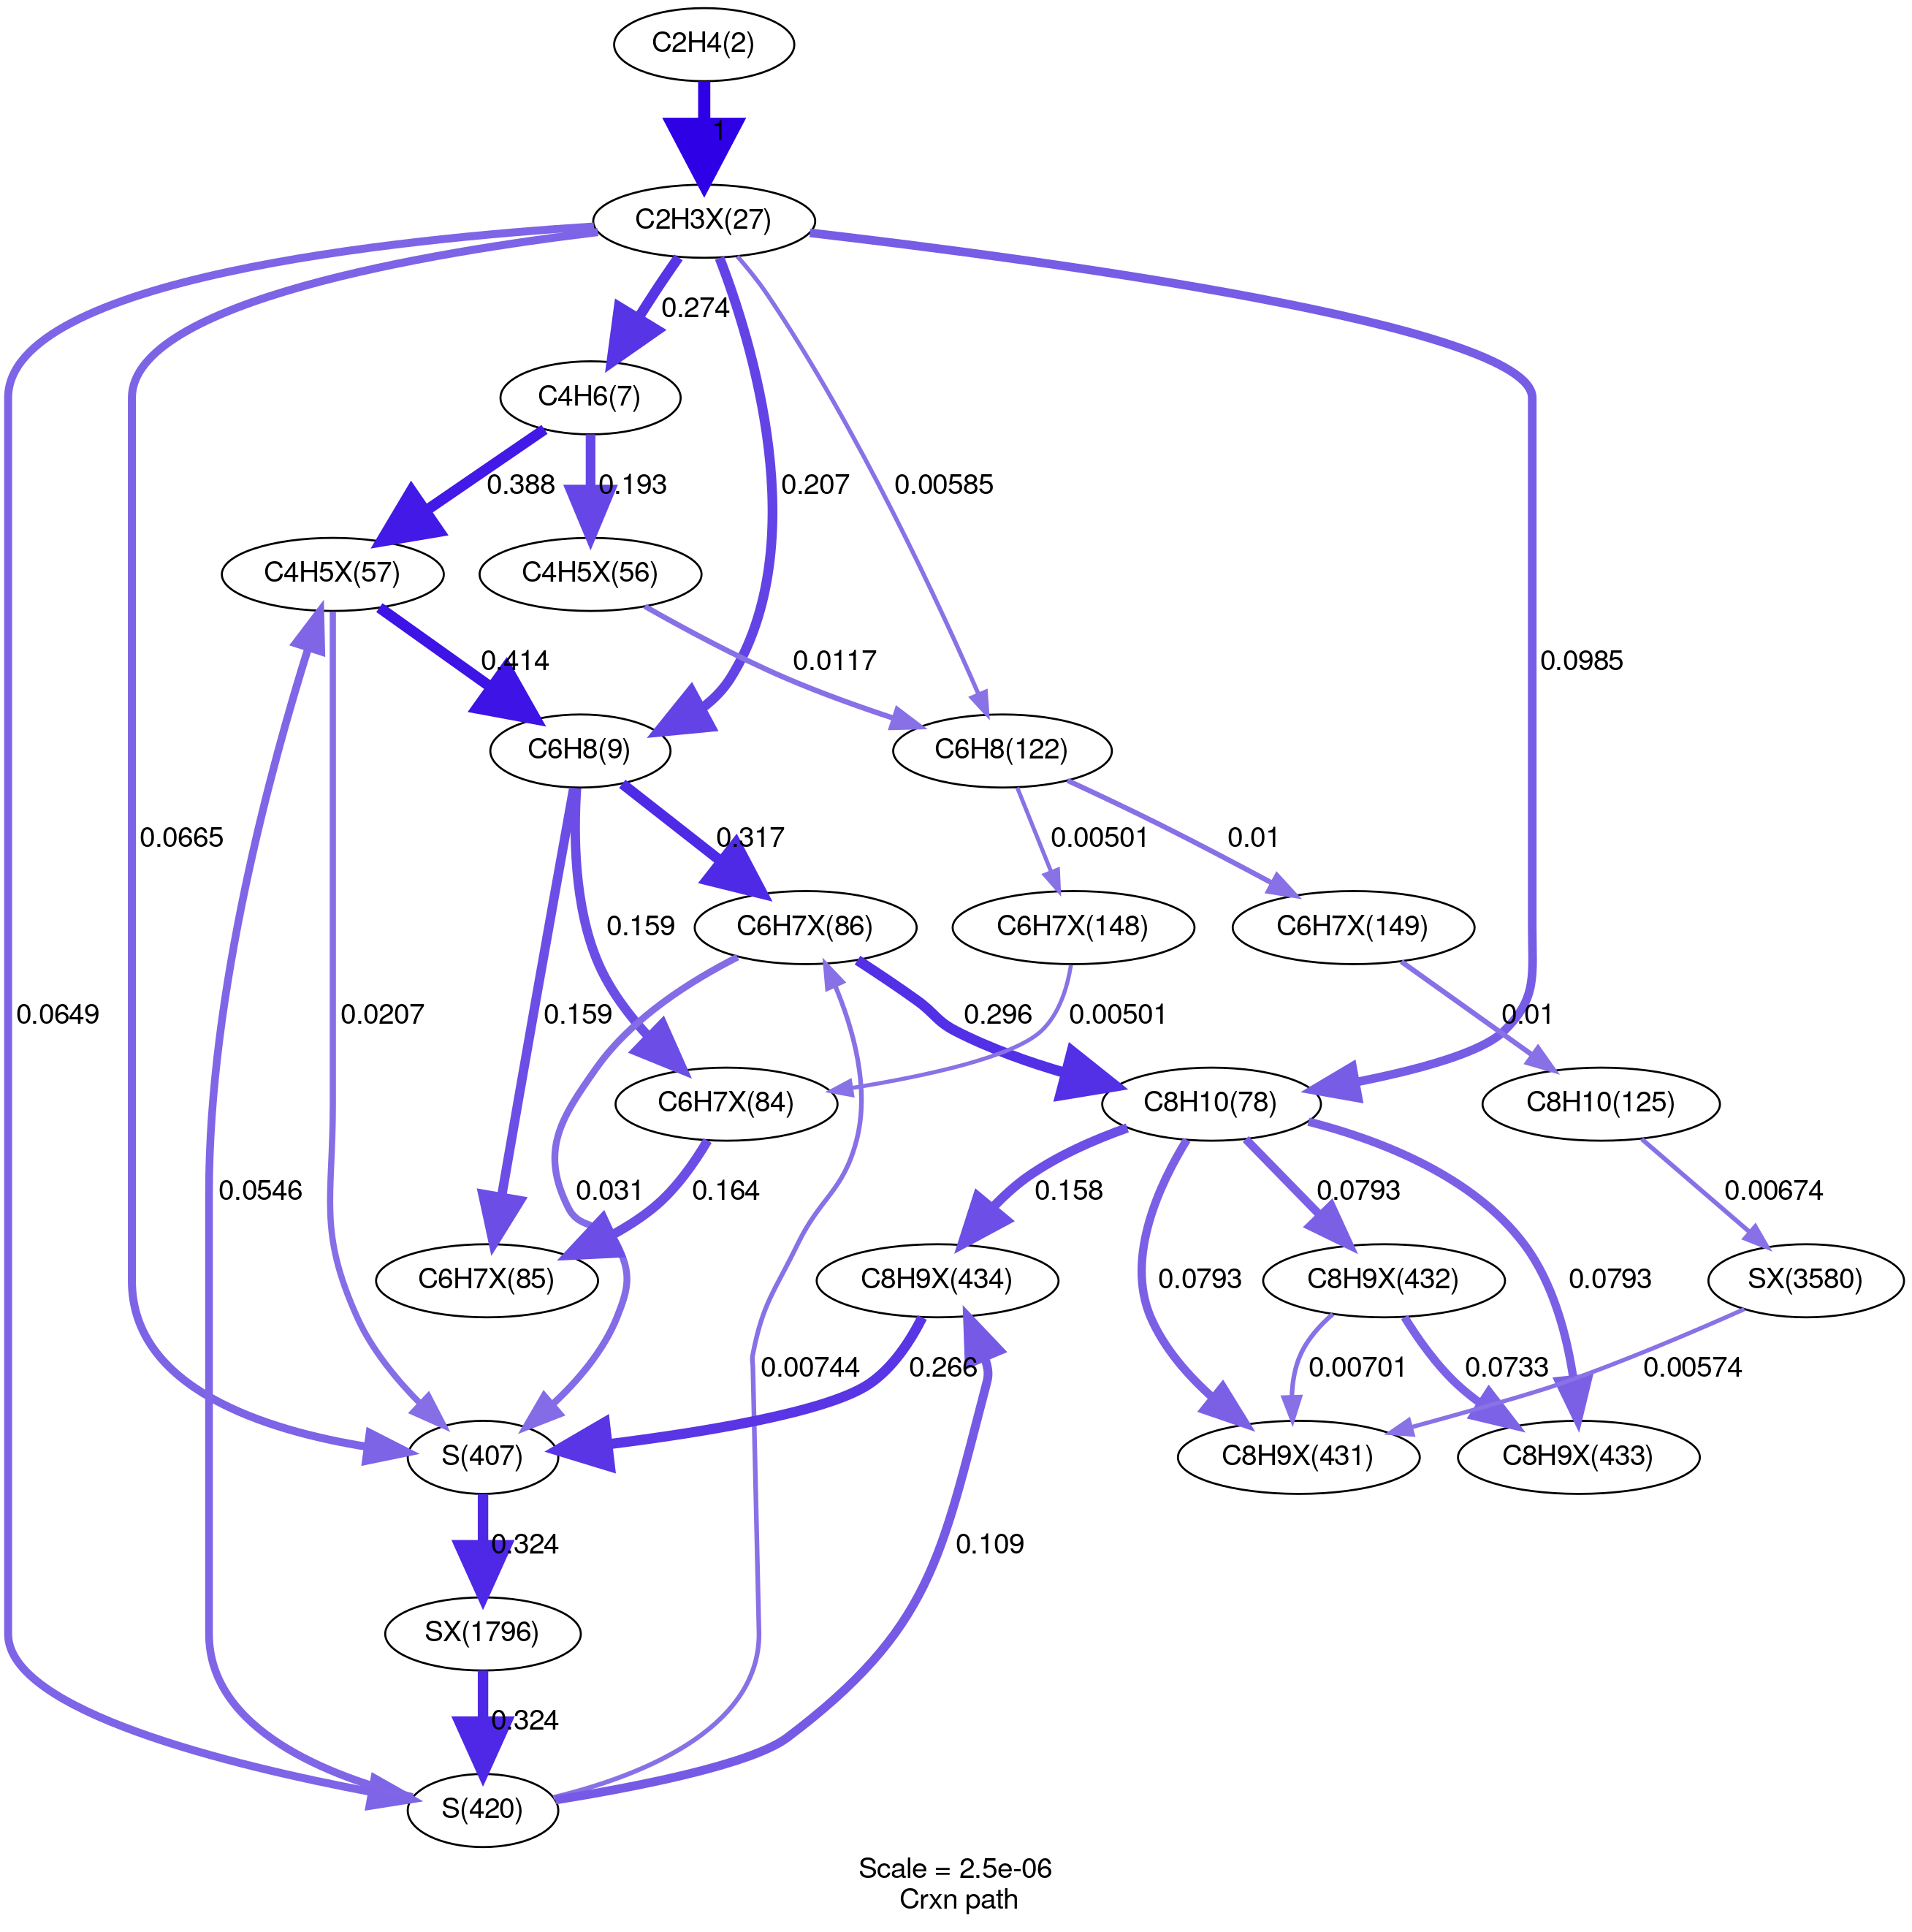 C2H4(2)
1
C2H3X(27)
0.274
C4H6(7)
0.388
0.193
0.207
0.00585
C4H5X(57)
C4H5X(56)
0.414
0.0117
0.0985
C6H8(9)
C6H8(122)
0.0665
0.317
0.00501
0.01
0.159
C6H7X(86)
C6H7X(148)
C6H7X(149)
0.0649
0.0207
0.159
0.296
0.00501
0.01
C6H7X(84)
C8H10(78)
C8H10(125)
0.0546
0.031
0.164
0.158
0.0793
0.00674
C6H7X(85)
C8H9X(434)
0.0793
C8H9X(432)
0.0793
SX(3580)
0.00744
0.266
0.00701
0.0733
0.00574
S(407)
C8H9X(431)
C8H9X(433)
0.324
0.109
SX(1796)
0.324
S(420)
Scale = 2.5e-06
Crxn path